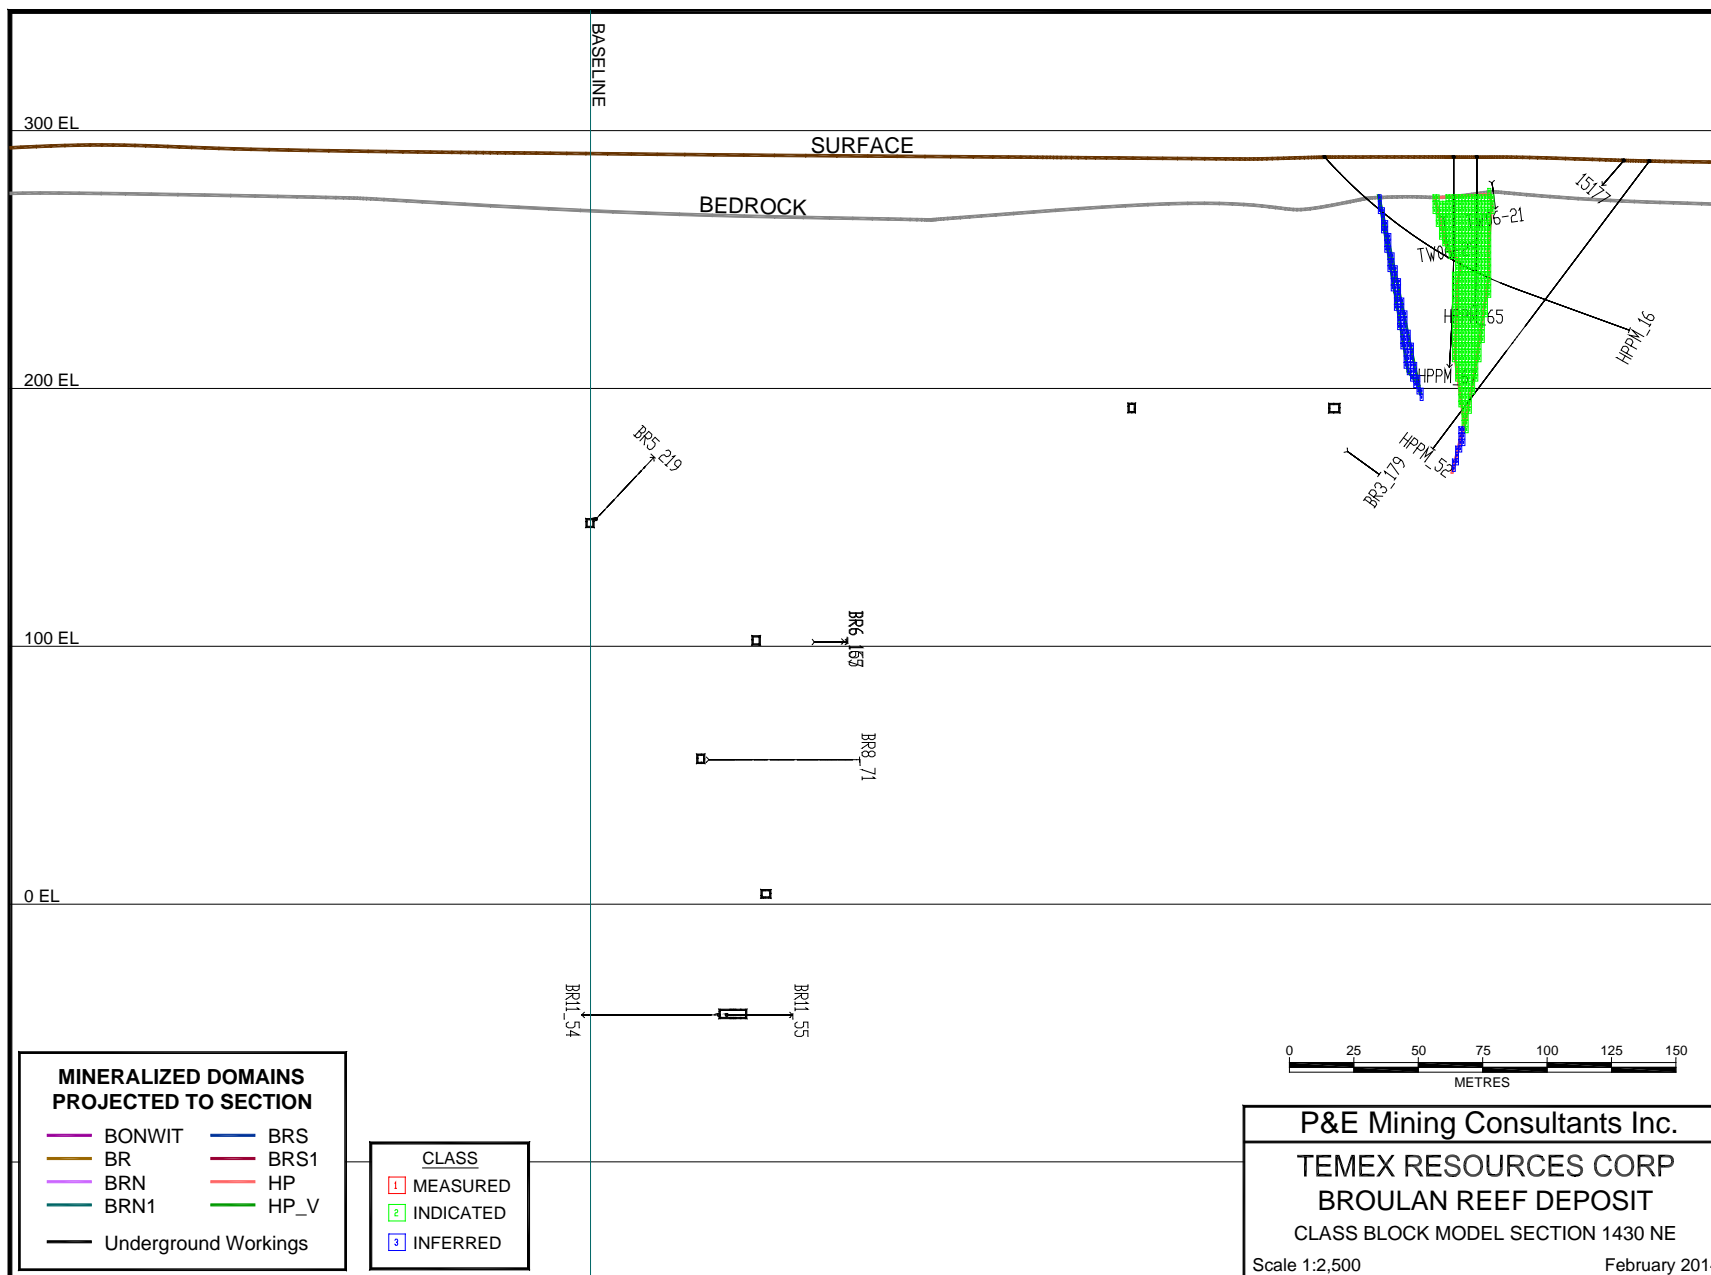 BASELINE
300 EL
SURFACE
BEDROCK
15177
HPPM_65
HPPM_16
200 EL
HPPM_52
BR3_179
BR5_219
100 EL
BR8_71
0 EL
BR11_54
BR11_55
0 25 50 75 100 125 150
METRES
MINERALIZED DOMAINS
PROJECTED TO SECTION
BONWIT BRS
BR BRS1
BRN HP
BRN1 HP_V
Underground Workings
CLASS
1 MEASURED
2 INDICATED
3 INFERRED
P&E Mining Consultants Inc.
TEMEX RESOURCES CORP
BROULAN REEF DEPOSIT
CLASS BLOCK MODEL SECTION 1430 NE
Scale 1:2,500 February